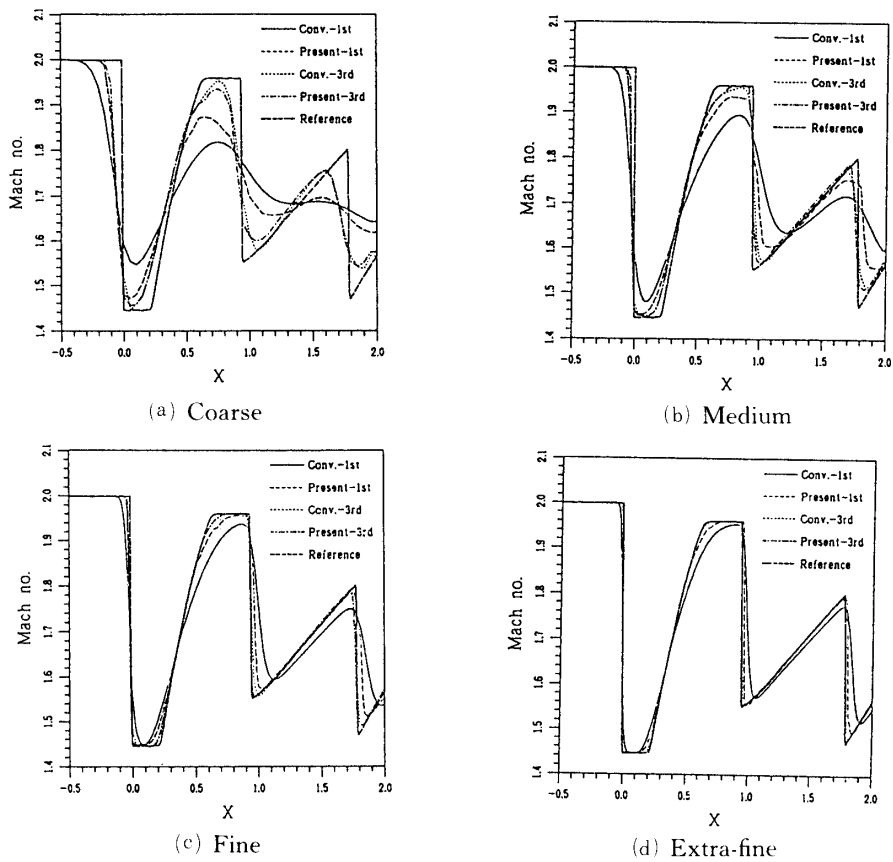 2.1
2.0
1.9
1.8
1.7
1.6
1.5
1.4
Mach no.
Conv.-1st
Present-1st
Conv.-3rd
Present-3rd
Reference
-0.5
0.0
0.5
1.0
1.5
2.0
X
(a) Coarse
2.1
2.0
1.9
1.8
1.7
1.6
1.5
1.4
Mach no.
Conv.-1st
Present-1st
Conv.-3rd
Present-3rd
Reference
-0.5
0.0
0.5
1.0
1.5
2.0
X
(b) Medium
2.1
2.0
1.9
1.8
1.7
1.6
1.5
1.4
Mach no.
Conv.-1st
Present-1st
Conv.-3rd
Present-3rd
Reference
-0.5
0.0
0.5
1.0
1.5
2.0
X
(c) Fine
2.1
2.0
1.9
1.8
1.7
1.6
1.5
1.4
Mach no.
Conv.-1st
Present-1st
Conv.-3rd
Present-3rd
Reference
-0.5
0.0
0.5
1.0
1.5
2.0
X
(d) Extra-fine